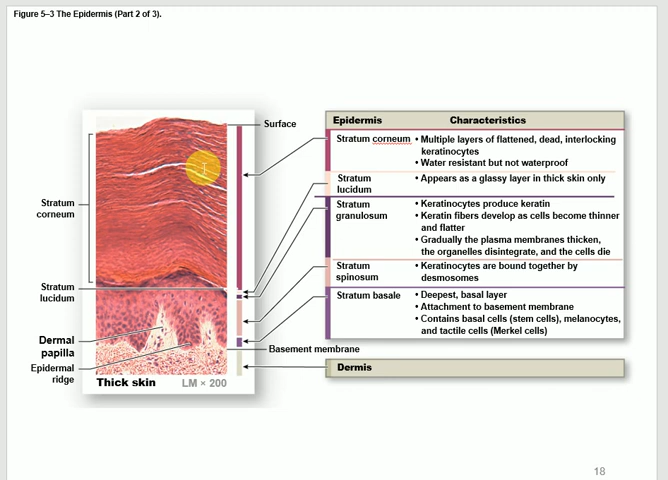 Figure 5–3 The Epidermis (Part 2 of 3).
Surface
Stratum
corneum
Stratum
lucidum
Dermal
papilla
Epidermal
ridge
Basement membrane
Thick skin
LM × 200
Epidermis
Characteristics
Stratum corneum
• Multiple layers of flattened, dead, interlocking
keratinocytes
• Water resistant but not waterproof
Stratum
lucidum
• Appears as a glassy layer in thick skin only
Stratum
granulosum
• Keratinocytes produce keratin
• Keratin fibers develop as cells become thinner
and flatter
• Gradually the plasma membranes thicken,
the organelles disintegrate, and the cells die
Stratum
spinosum
• Keratinocytes are bound together by
desmosomes
Stratum basale
• Deepest, basal layer
• Attachment to basement membrane
• Contains basal cells (stem cells), melanocytes,
and tactile cells (Merkel cells)
Dermis
18